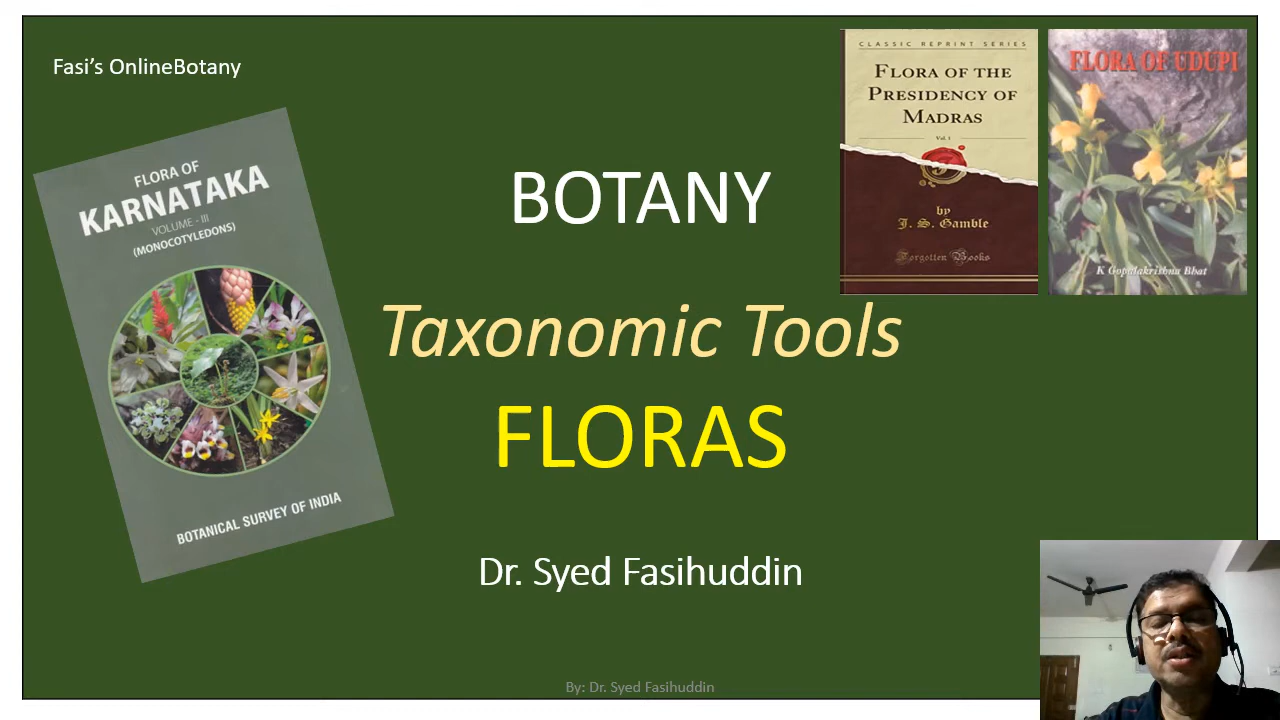 Fasi's OnlineBotany
FLORA OF
KARNATAKA
VOLUME - III
(MONOCOTYLEDONS)
BOTANICAL SURVEY OF INDIA
CLASSIC REPRINT SERIES
FLORA OF THE
PRESIDENCY OF
MADRAS
Vol. 1
by
J. S. Gamble
Forgotten Books
FLORA OF UDUPI
K Gopalakrishna Bhat
BOTANY
Taxonomic Tools
FLORAS
Dr. Syed Fasihuddin
By: Dr. Syed Fasihuddin